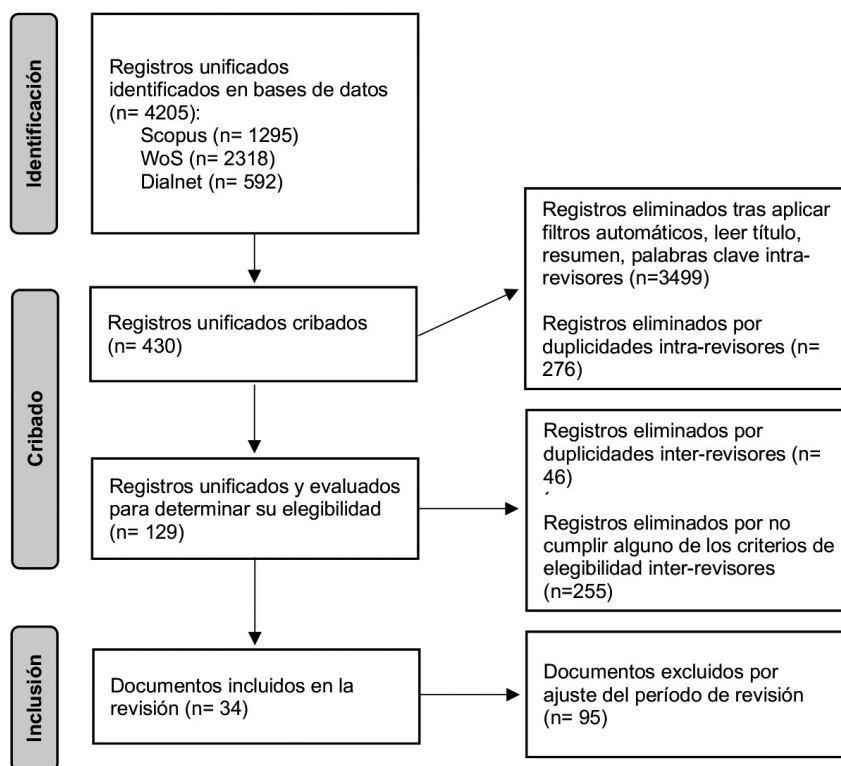 Identificación
Registros unificados
identificados en bases de datos
(n= 4205):
Scopus (n= 1295)
WoS (n= 2318)
Dialnet (n= 592)
Registros eliminados tras aplicar
filtros automáticos, leer título,
resumen, palabras clave intra-
revisores (n=3499)
Registros eliminados por
duplicidades intra-revisores (n=
276)
Cribado
Registros unificados cribados
(n= 430)
Registros eliminados por
duplicidades inter-revisores (n=
46)
´
Registros eliminados por no
cumplir alguno de los criterios de
elegibilidad inter-revisores
(n=255)
Registros unificados y evaluados
para determinar su elegibilidad
(n= 129)
Inclusión
Documentos incluidos en la
revisión (n= 34)
Documentos excluidos por
ajuste del período de revisión
(n= 95)